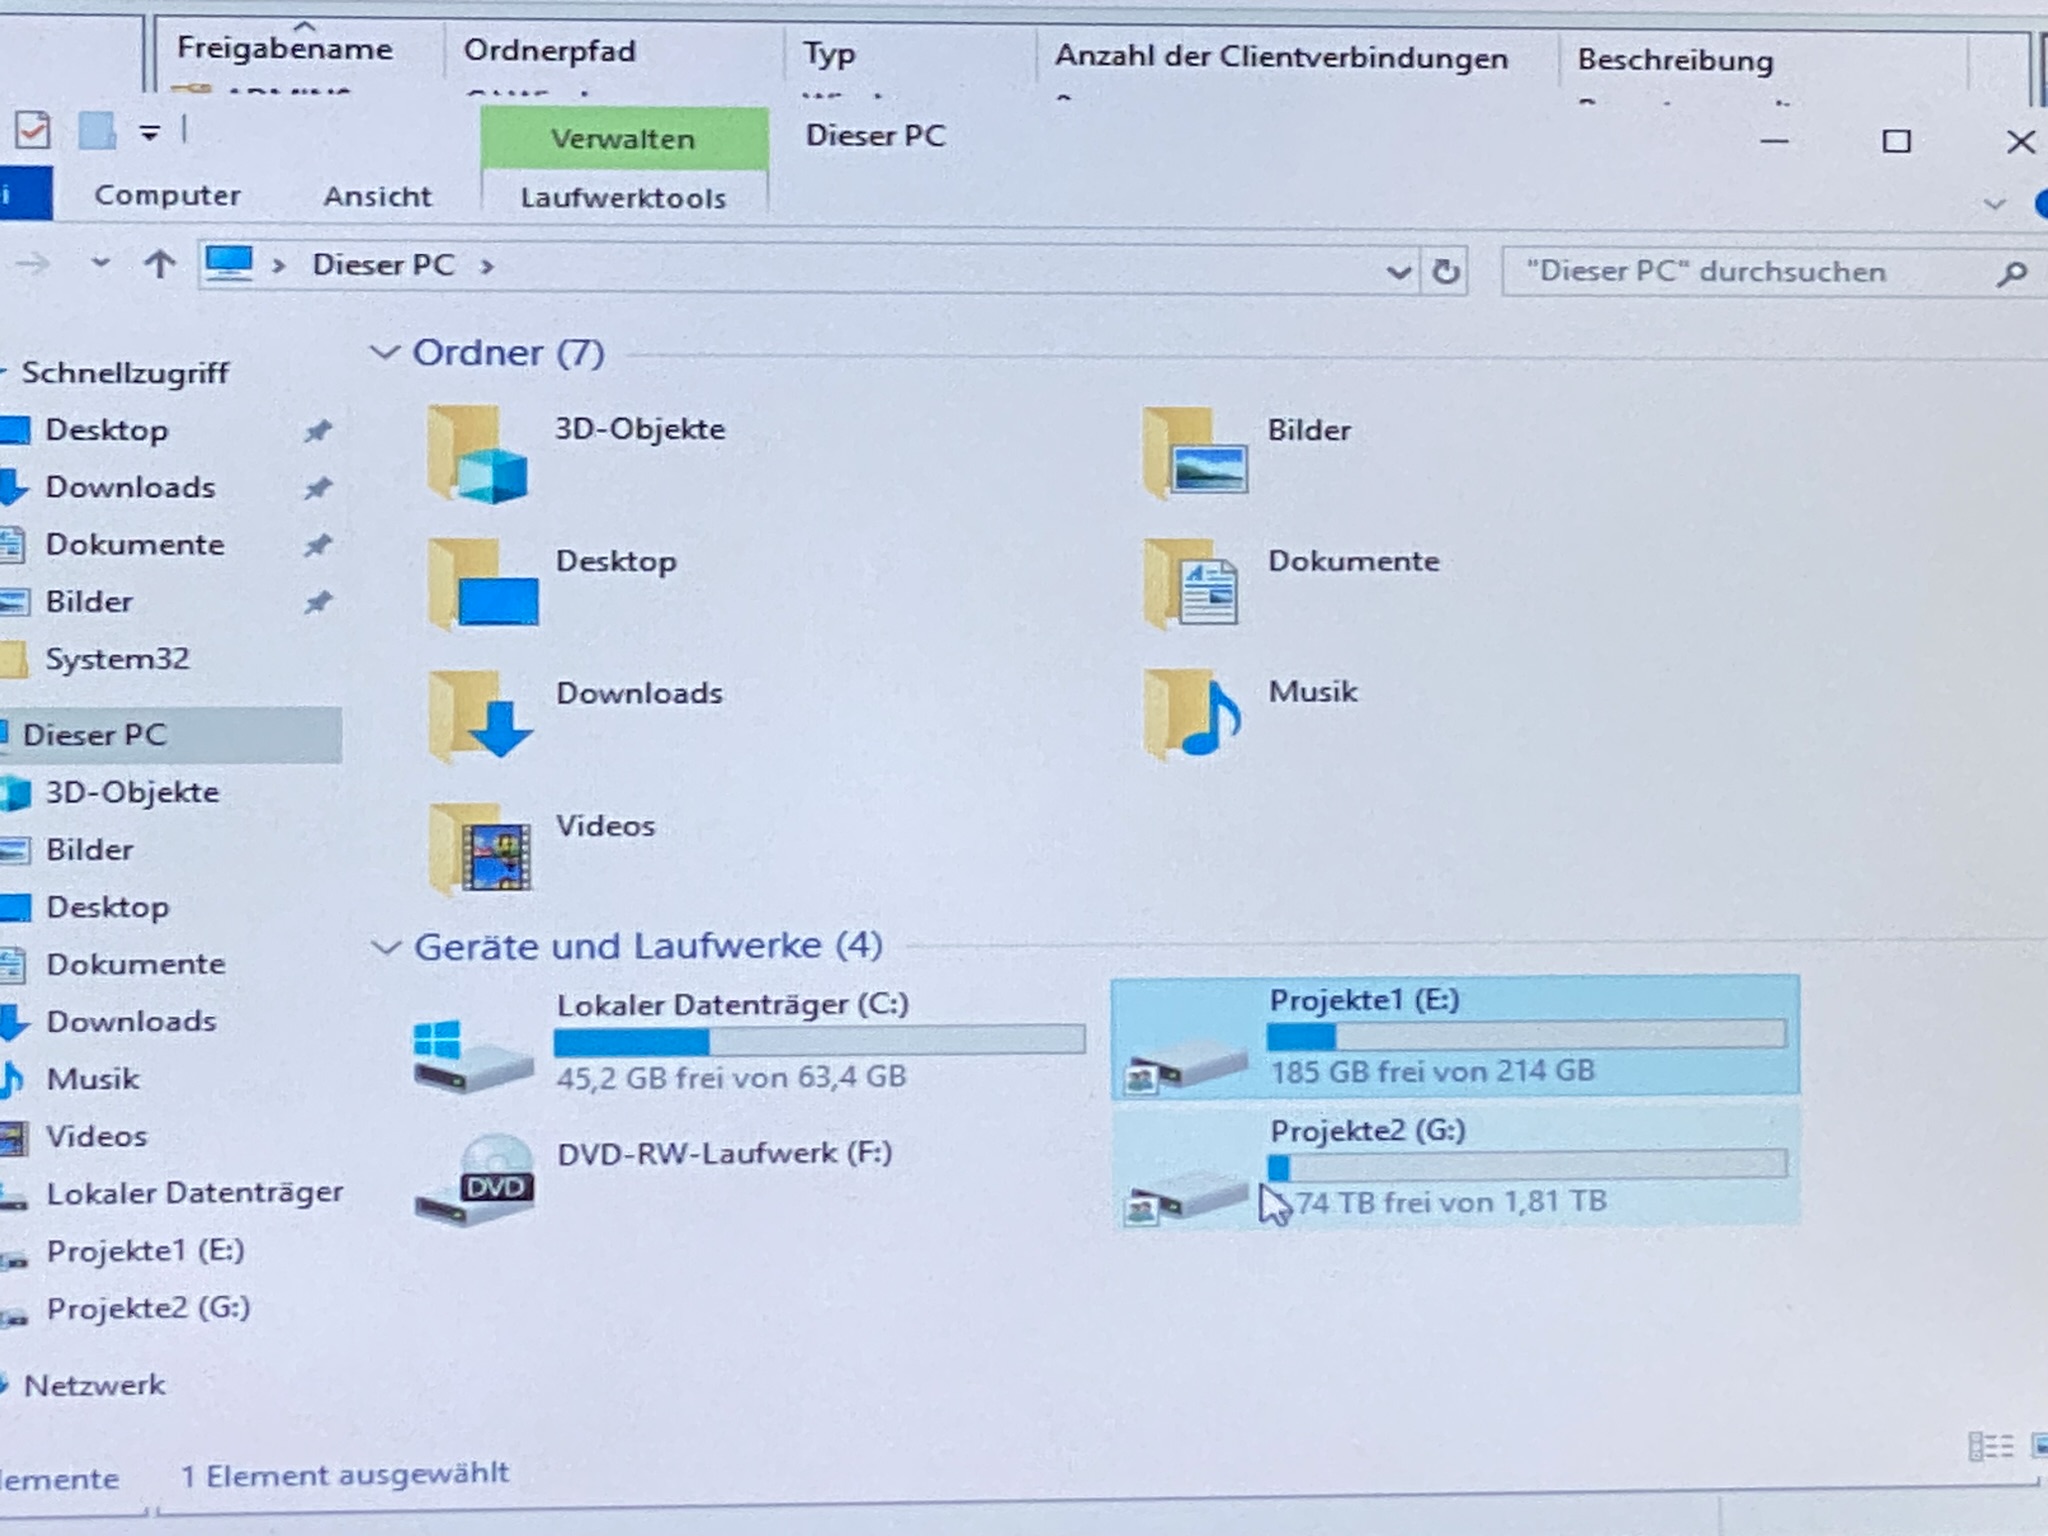 Freigabename Ordnerpfad Typ Anzahl der Clientverbindungen Beschreibung
Verwalten Dieser PC
Computer Ansicht Laufwerktools
Dieser PC "Dieser PC" durchsuchen
Schnellzugriff
Desktop
Downloads
Dokumente
Bilder
System32
Dieser PC
3D-Objekte
Bilder
Desktop
Dokumente
Downloads
Musik
Videos
Lokaler Datenträger
Projekte1 (E:)
Projekte2 (G:)
Netzwerk
Ordner (7)
3D-Objekte
Bilder
Desktop
Dokumente
Downloads
Musik
Videos
Geräte und Laufwerke (4)
Lokaler Datenträger (C:)
45,2 GB frei von 63,4 GB
Projekte1 (E:)
185 GB frei von 214 GB
DVD-RW-Laufwerk (F:)
DVD
Projekte2 (G:)
74 TB frei von 1,81 TB
lemente 1 Element ausgewählt